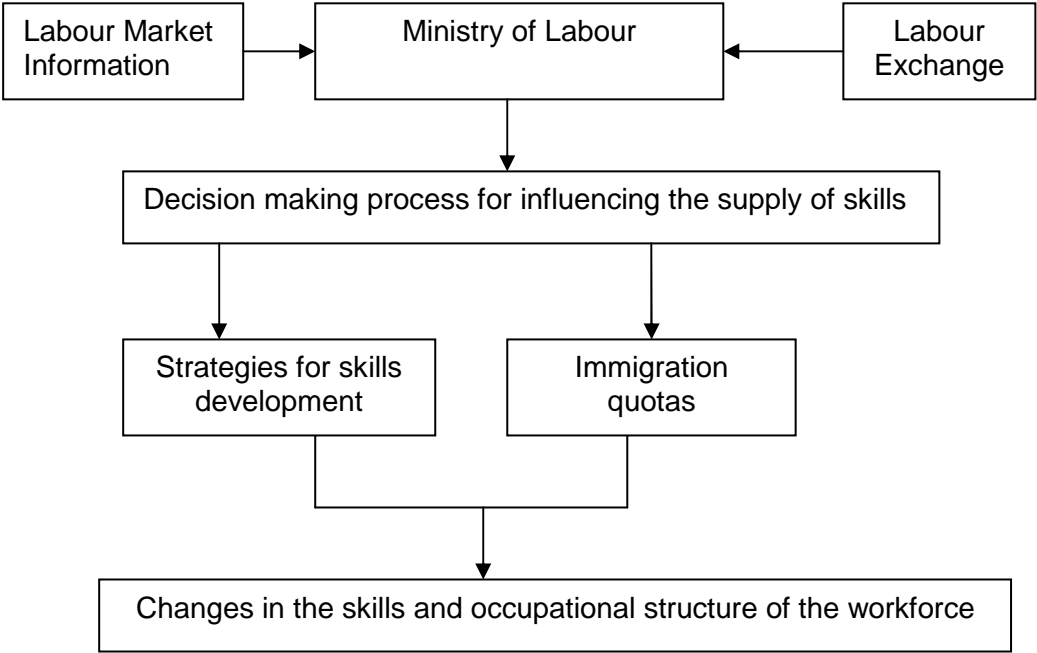 Labour Market
Information
Ministry of Labour
Labour
Exchange
Decision making process for influencing the supply of skills
Strategies for skills
development
Immigration
quotas
Changes in the skills and occupational structure of the workforce